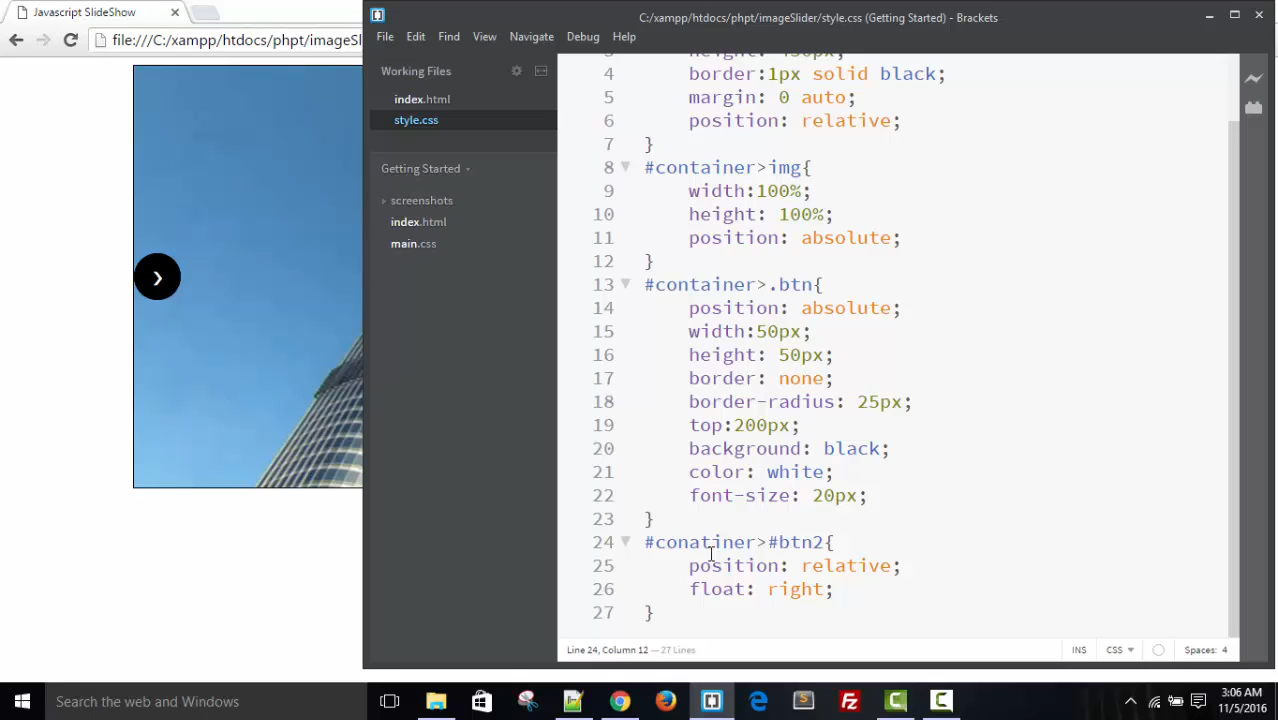 Javascript SlideShow
file:///C:/xampp/htdocs/phpt/imageSl
C:/xampp/htdocs/phpt/imageSlider/style.css (Getting Started) - Brackets
File Edit Find View Navigate Debug Help
Working Files
index.html
style.css
Getting Started
screenshots
index.html
main.css
3 height: 450px;
4 border:1px solid black;
5 margin: 0 auto;
6 position: relative;
7 }
8 #container>img{
9 width:100%;
10 height: 100%;
11 position: absolute;
12 }
13 #container>.btn{
14 position: absolute;
15 width:50px;
16 height: 50px;
17 border: none;
18 border-radius: 25px;
19 top:200px;
20 background: black;
21 color: white;
22 font-size: 20px;
23 }
24 #conatiner>#btn2{
25 position: relative;
26 float: right;
27 }
Line 24, Column 12 — 27 Lines
INS CSS Spaces: 4
Search the web and Windows
3:06 AM
11/5/2016